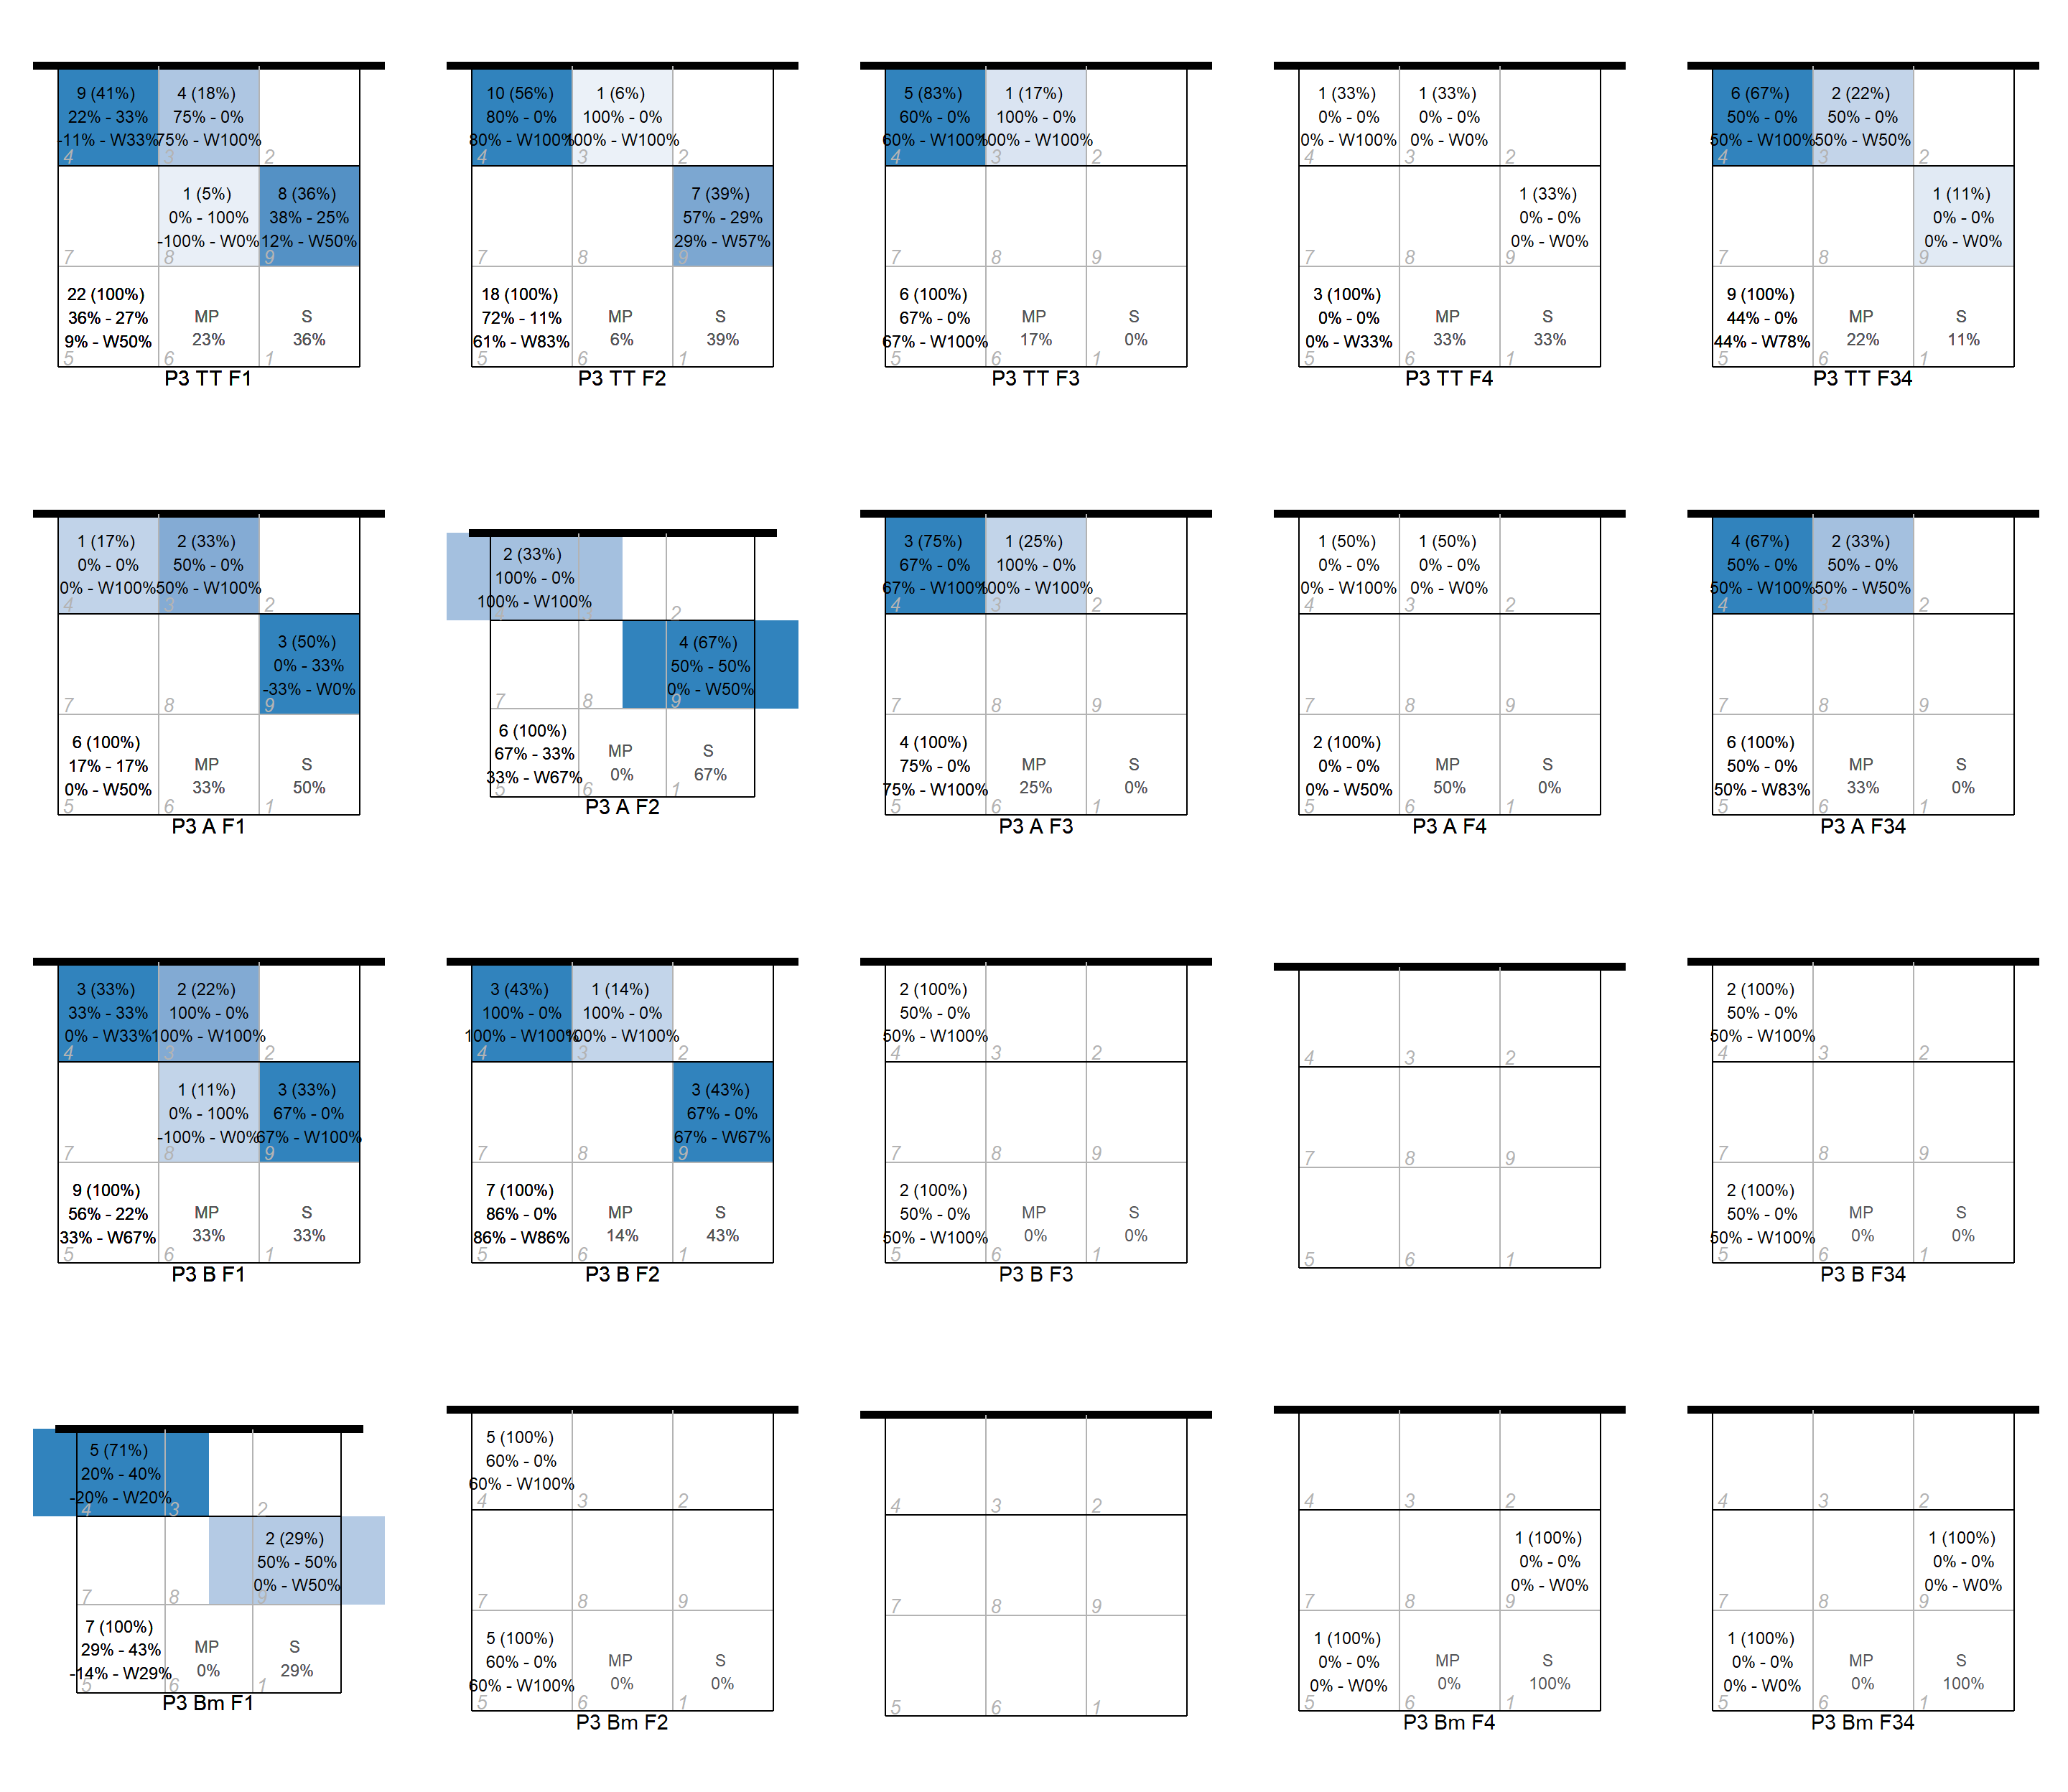 9 (41%)
22% - 33%
-11% - W33%
4
4 (18%)
75% - 0%
75% - W100%
3
2
7
1 (5%)
0% - 100%
-100% - W0%
8
8 (36%)
38% - 25%
12% - W50%
9
22 (100%)
36% - 27%
9% - W50%
5
MP
23%
6
S
36%
1
P3 TT F1
10 (56%)
80% - 0%
80% - W100%
4
1 (6%)
100% - 0%
100% - W100%
3
2
7
8
7 (39%)
57% - 29%
29% - W57%
9
18 (100%)
72% - 11%
61% - W83%
5
MP
6%
6
S
39%
1
P3 TT F2
5 (83%)
60% - 0%
60% - W100%
4
1 (17%)
100% - 0%
100% - W100%
3
2
7
8
9
6 (100%)
67% - 0%
67% - W100%
5
MP
17%
6
S
0%
1
P3 TT F3
1 (33%)
0% - 0%
0% - W100%
4
1 (33%)
0% - 0%
0% - W0%
3
2
7
8
1 (33%)
0% - 0%
0% - W0%
9
3 (100%)
0% - 0%
0% - W33%
5
MP
33%
6
S
33%
1
P3 TT F4
6 (67%)
50% - 0%
50% - W100%
4
2 (22%)
50% - 0%
50% - W50%
3
2
7
8
1 (11%)
0% - 0%
0% - W0%
9
9 (100%)
44% - 0%
44% - W78%
5
MP
22%
6
S
11%
1
P3 TT F34
1 (17%)
0% - 0%
0% - W100%
4
2 (33%)
50% - 0%
50% - W100%
3
2
7
8
3 (50%)
0% - 33%
-33% - W0%
9
6 (100%)
17% - 17%
0% - W50%
5
MP
33%
6
S
50%
1
P3 A F1
2 (33%)
100% - 0%
100% - W100%
2
7
8
4 (67%)
50% - 50%
0% - W50%
9
6 (100%)
67% - 33%
33% - W67%
5
MP
0%
6
S
67%
1
P3 A F2
3 (75%)
67% - 0%
67% - W100%
4
1 (25%)
100% - 0%
100% - W100%
3
2
7
8
9
4 (100%)
75% - 0%
75% - W100%
5
MP
25%
6
S
0%
1
P3 A F3
1 (50%)
0% - 0%
0% - W100%
4
1 (50%)
0% - 0%
0% - W0%
3
2
7
8
9
2 (100%)
0% - 0%
0% - W50%
5
MP
50%
6
S
0%
1
P3 A F4
4 (67%)
50% - 0%
50% - W100%
4
2 (33%)
50% - 0%
50% - W50%
3
2
7
8
9
6 (100%)
50% - 0%
50% - W83%
5
MP
33%
6
S
0%
1
P3 A F34
3 (33%)
33% - 33%
0% - W33%
4
2 (22%)
100% - 0%
100% - W100%
3
2
7
1 (11%)
0% - 100%
-100% - W0%
8
3 (33%)
67% - 0%
67% - W100%
9
9 (100%)
56% - 22%
33% - W67%
5
MP
33%
6
S
33%
1
P3 B F1
3 (43%)
100% - 0%
100% - W100%
4
1 (14%)
100% - 0%
100% - W100%
3
2
7
8
3 (43%)
67% - 0%
67% - W67%
9
7 (100%)
86% - 0%
86% - W86%
5
MP
14%
6
S
43%
1
P3 B F2
2 (100%)
50% - 0%
50% - W100%
4
3
2
7
8
9
2 (100%)
50% - 0%
50% - W100%
5
MP
0%
6
S
0%
1
P3 B F3
4
3
2
7
8
9
5
6
1
2 (100%)
50% - 0%
50% - W100%
4
3
2
7
8
9
2 (100%)
50% - 0%
50% - W100%
5
MP
0%
6
S
0%
1
P3 B F34
5 (71%)
20% - 40%
-20% - W20%
4
3
2
7
8
2 (29%)
50% - 50%
0% - W50%
9
7 (100%)
29% - 43%
-14% - W29%
5
MP
0%
6
S
29%
1
P3 Bm F1
5 (100%)
60% - 0%
60% - W100%
4
3
2
7
8
9
5 (100%)
60% - 0%
60% - W100%
5
MP
0%
6
S
0%
1
P3 Bm F2
4
3
2
7
8
9
5
6
1
4
3
2
7
8
1 (100%)
0% - 0%
0% - W0%
9
1 (100%)
0% - 0%
0% - W0%
5
MP
0%
6
S
100%
1
P3 Bm F4
4
3
2
7
8
1 (100%)
0% - 0%
0% - W0%
9
1 (100%)
0% - 0%
0% - W0%
5
MP
0%
6
S
100%
1
P3 Bm F34